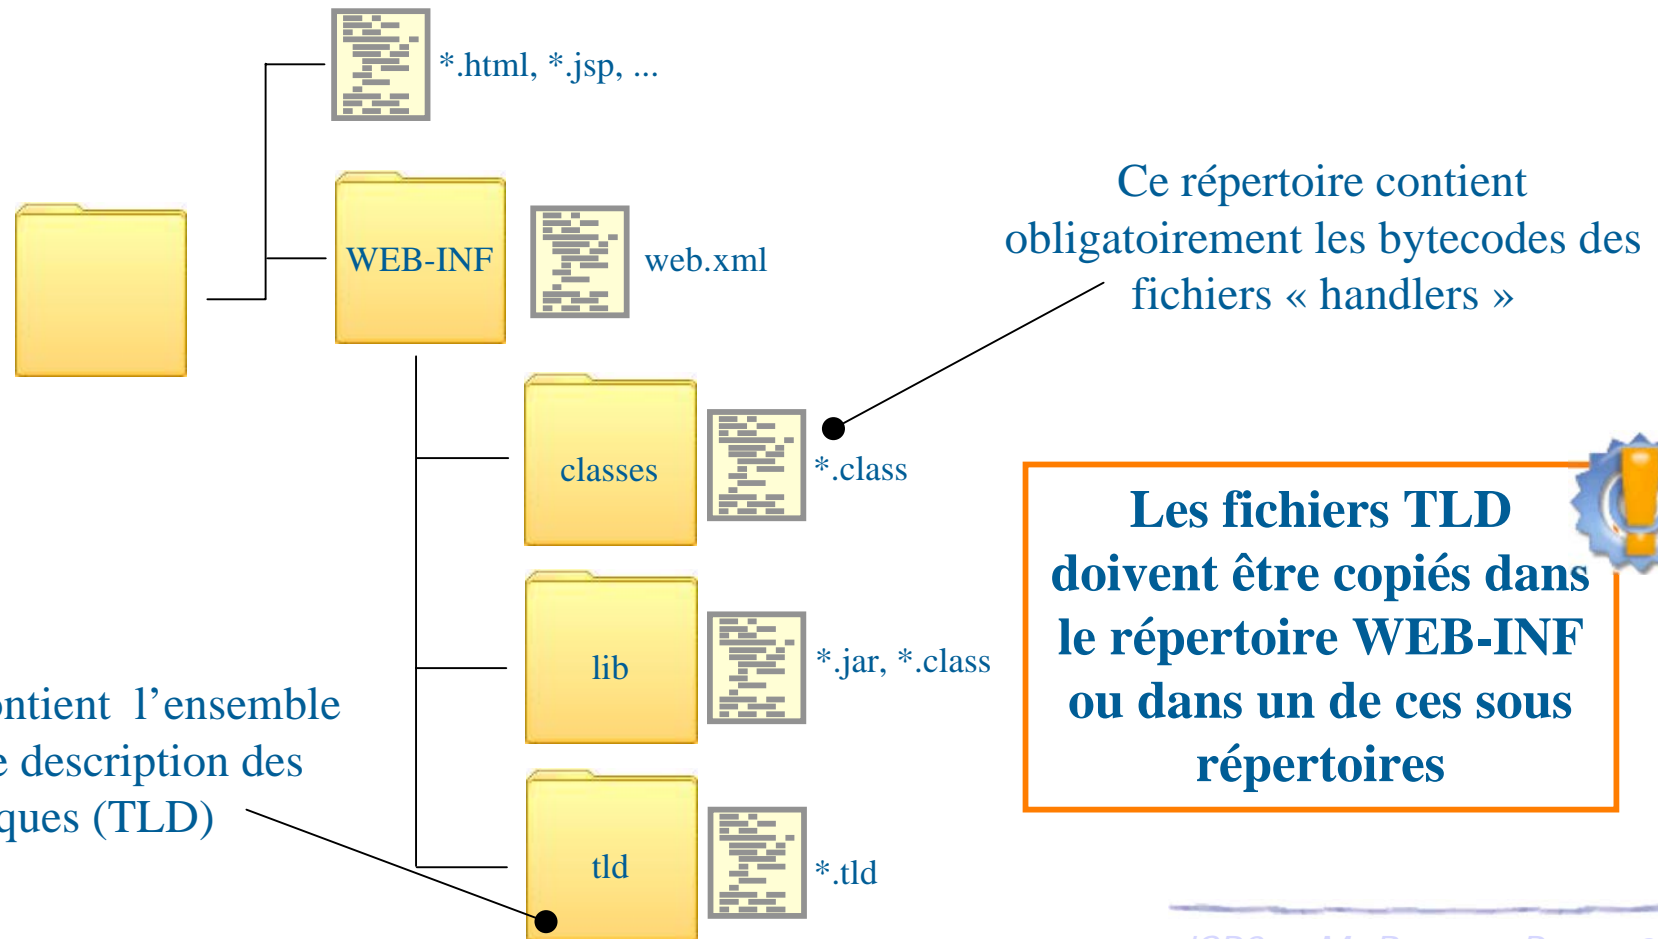 *.html, *.jsp, ...
WEB-INF
web.xml
Ce répertoire contient
obligatoirement les bytecodes des
fichiers « handlers »
classes
*.class
Les fichiers TLD
doivent être copiés dans
le répertoire WEB-INF
ou dans un de ces sous
répertoires
lib
*.jar, *.class
l’ensemble
description des
(TLD)
tld
*.tld